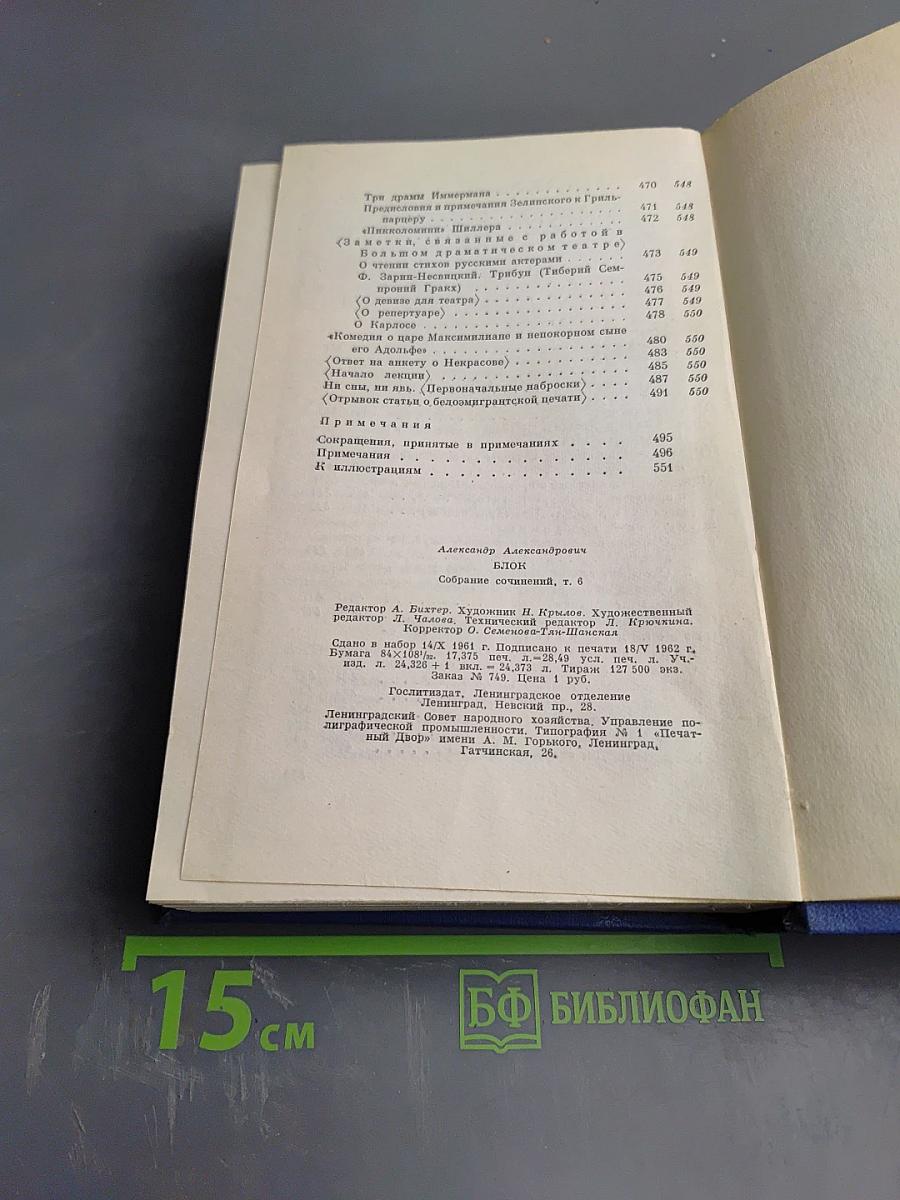 Три драмы Иммермана . . . . . . . . . . . . . 470 548
Предисловия и примечания Зелинского к Гриль-
парцеру . . . . . . . . . . . . . . . . . . 471 548
«Пикколомини» Шиллера . . . . . . . . . . . 472 548
〈Заметки, связанные с работой в
Большом драматическом театре〉
О чтении стихов русскими актерами . . . . . . 473 549
Ф. Зарин-Несвицкий. Трибун (Тиберий Сем-
проний Гракх) . . . . . . . . . . . . . . . 475 549
〈О девизе для театра〉 . . . . . . . . . . . . . 476 549
〈О репертуаре〉 . . . . . . . . . . . . . . . . 477 549
О Карлосе . . . . . . . . . . . . . . . . . . 478 550
«Комедия о царе Максимилиане и непокорном сыне
его Адольфе» . . . . . . . . . . . . . . . . 480 550
〈Ответ на анкету о Некрасове〉 . . . . . . . . . . 483 550
〈Начало лекции〉 . . . . . . . . . . . . . . . 485 550
Ни сны, ни явь. 〈Первоначальные наброски〉 . . . . 487 550
〈Отрывок статьи о белоэмигрантской печати〉 . . . . 491 550
Примечания
Сокращения, принятые в примечаниях . . . . 495
Примечания . . . . . . . . . . . . . . . 496
К иллюстрациям . . . . . . . . . . . . . 551
Александр Александрович
БЛОК
Собрание сочинений, т. 6
Редактор А. Бихтер. Художник Н. Крылов. Художественный
редактор Л. Чалова. Технический редактор Л. Крючкина.
Корректор О. Семенова-Тян-Шанская
Сдано в набор 14/X 1961 г. Подписано к печати 18/V 1962 г.
Бумага 84×108¹/₃₂. 17,375 печ. л.=28,49 усл. печ. л. Уч.-
изд. л. 24,326 + 1 вкл. = 24,373 л. Тираж 127 500 экз.
Заказ № 749. Цена 1 руб.
Гослитиздат, Ленинградское отделение
Ленинград, Невский пр., 28.
Ленинградский Совет народного хозяйства. Управление по-
лиграфической промышленности. Типография № 1 «Печат-
ный Двор» имени А. М. Горького, Ленинград,
Гатчинская, 26.
15 см
БФ БИБЛИОФАН